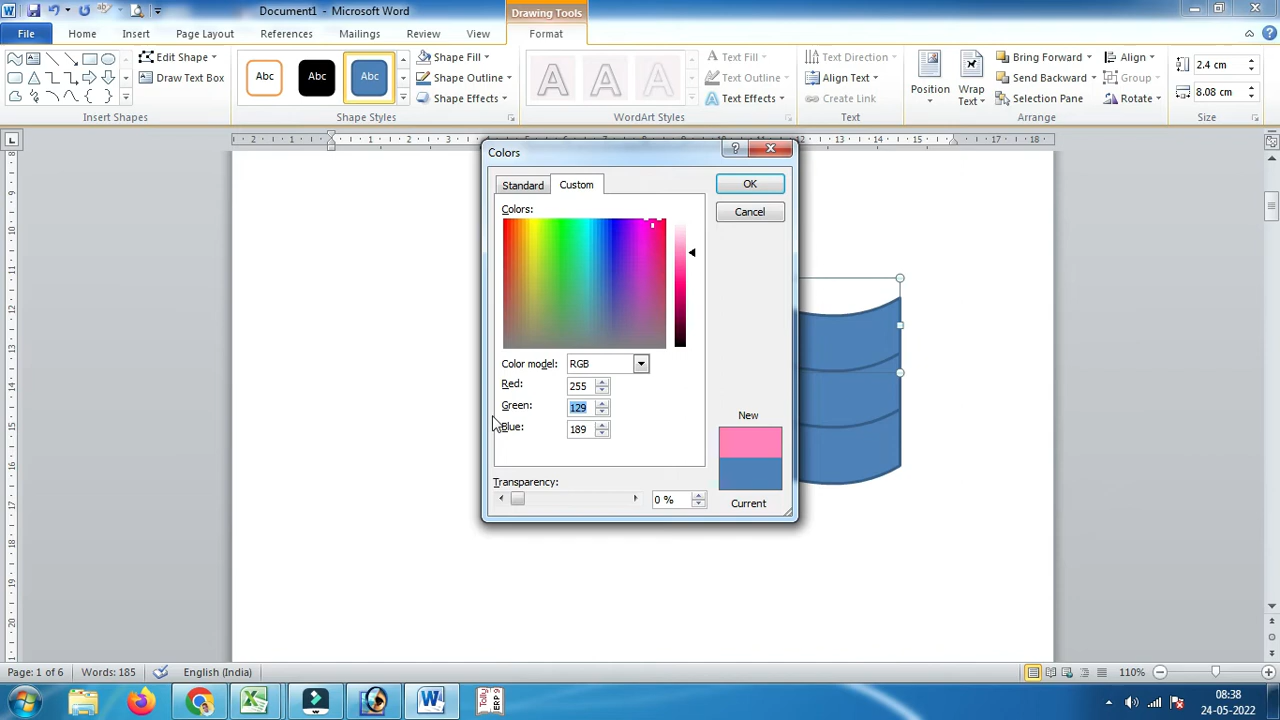 Document1 - Microsoft Word
Drawing Tools
File Home Insert Page Layout References Mailings Review View Format
Edit Shape
Draw Text Box
Insert Shapes
Abc Abc Abc
Shape Fill
Shape Outline
Shape Effects
Shape Styles
A A A
Text Fill
Text Outline
Text Effects
WordArt Styles
Text Direction
Align Text
Create Link
Text
Position
Wrap
Text
Bring Forward
Send Backward
Selection Pane
Align
Group
Rotate
Arrange
2.4 cm
8.08 cm
Size
Colors
Standard Custom
OK
Cancel
Colors:
Color model: RGB
Red: 255
Green: 129
Blue: 189
Transparency:
0 %
New
Current
Page: 1 of 6 Words: 185 English (India) 110%
08:38
24-05-2022